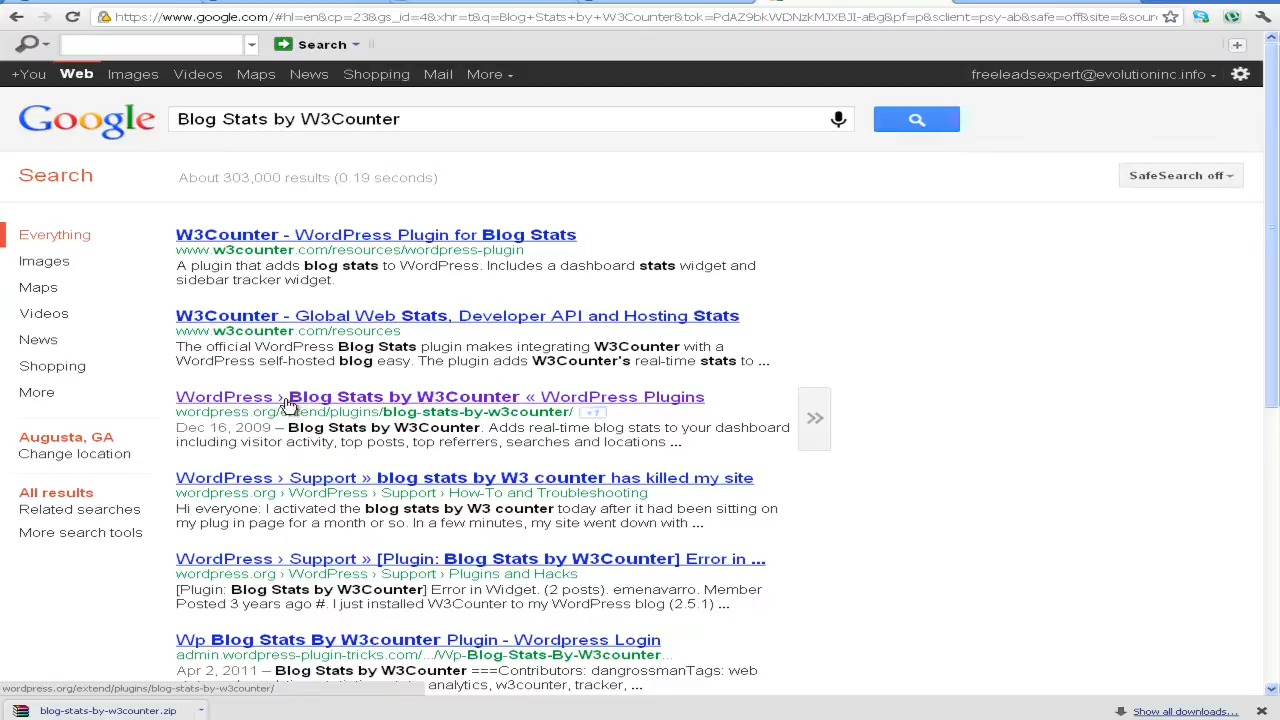 https://www.google.com/#hl=en&cp=23&gs_id=4&xhr=t&q=Blog+Stats+by+W3Counter&tok=
Search
+You Web Images Videos Maps News Shopping Mail More
freeleadsexpert@evolutioninc.info
Google
Blog Stats by W3Counter
Search
About 303,000 results (0.19 seconds)
SafeSearch off
Everything
Images
Maps
Videos
News
Shopping
More
Augusta, GA
Change location
All results
Related searches
More search tools
W3Counter - WordPress Plugin for Blog Stats
www.w3counter.com/resources/wordpress-plugin
A plugin that adds blog stats to WordPress. Includes a dashboard stats widget and
sidebar tracker widget.
W3Counter - Global Web Stats, Developer API and Hosting Stats
www.w3counter.com/resources
The official WordPress Blog Stats plugin makes integrating W3Counter with a
WordPress self-hosted blog easy. The plugin adds W3Counter's real-time stats to ...
WordPress › Blog Stats by W3Counter « WordPress Plugins
wordpress.org/extend/plugins/blog-stats-by-w3counter/ +1
Dec 16, 2009 – Blog Stats by W3Counter. Adds real-time blog stats to your dashboard
including visitor activity, top posts, top referrers, searches and locations ...
WordPress › Support » blog stats by W3 counter has killed my site
wordpress.org › WordPress › Support › How-To and Troubleshooting
Hi everyone: I activated the blog stats by W3 counter today after it had been sitting on
my plug in page for a month or so. In a few minutes, my site went down with ...
WordPress › Support » [Plugin: Blog Stats by W3Counter] Error in ...
wordpress.org › WordPress › Support › Plugins and Hacks
[Plugin: Blog Stats by W3Counter] Error in Widget. (2 posts). emenavarro. Member
Posted 3 years ago #. I just installed W3Counter to my WordPress blog (2.5.1) ...
Wp Blog Stats By W3counter Plugin - Wordpress Login
admin.wordpress-plugin-tricks.com/.../Wp-Blog-Stats-By-W3counter...
Apr 2, 2011 – Blog Stats by W3Counter ===Contributors: dangrossmanTags: web
analytics, w3counter, tracker, ...
wordpress.org/extend/plugins/blog-stats-by-w3counter/
blog-stats-by-w3counter.zip
Show all downloads...